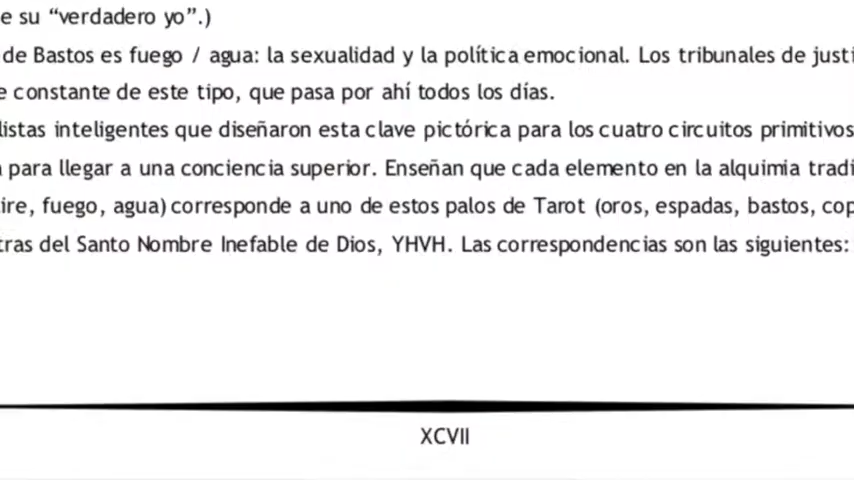 e su “verdadero yo”.)
de Bastos es fuego / agua: la sexualidad y la política emocional. Los tribunales de justi
e constante de este tipo, que pasa por ahí todos los días.
listas inteligentes que diseñaron esta clave pictórica para los cuatro circuitos primitivos
para llegar a una conciencia superior. Enseñan que cada elemento en la alquimia tradi
ire, fuego, agua) corresponde a uno de estos palos de Tarot (oros, espadas, bastos, cop
tras del Santo Nombre Inefable de Dios, YHVH. Las correspondencias son las siguientes:
XCVII